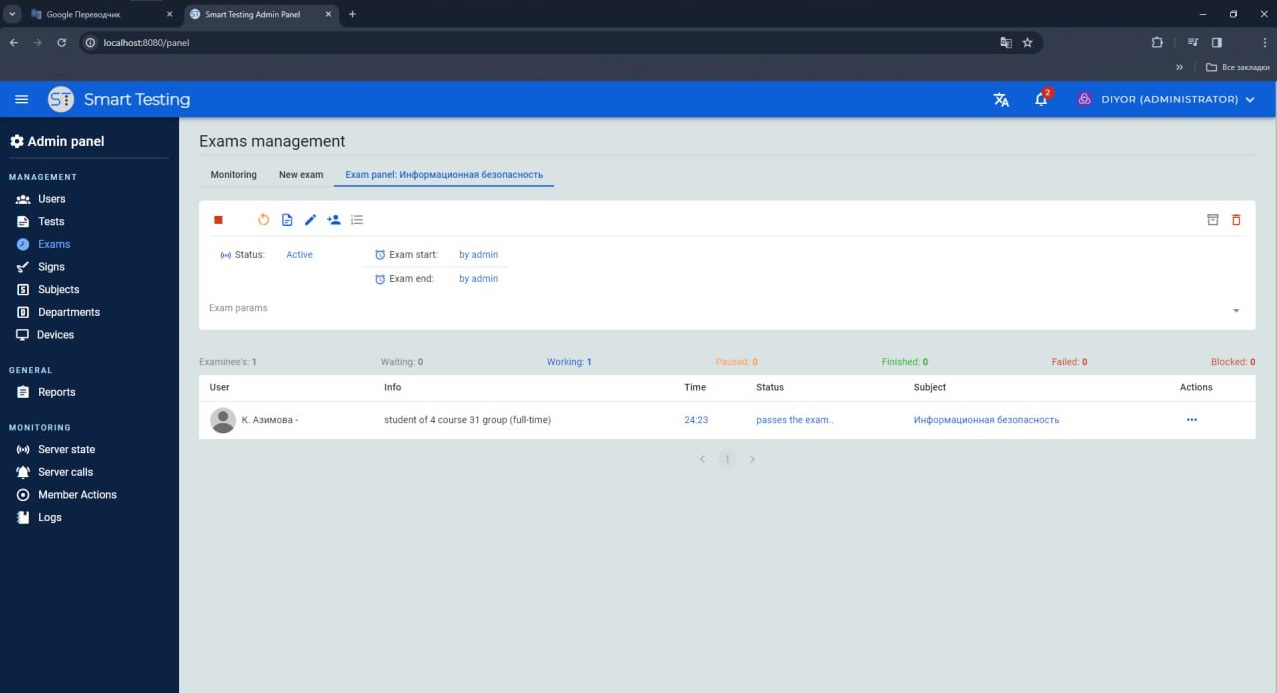 Google Переводчик
Smart Testing Admin Panel
localhost:8080/panel
Все закладки
ST Smart Testing
2
DIYOR (ADMINISTRATOR)
Admin panel
MANAGEMENT
Users
Tests
Exams
Signs
Subjects
Departments
Devices
GENERAL
Reports
MONITORING
Server state
Server calls
Member Actions
Logs
Exams management
Monitoring New exam Exam panel: Информационная безопасность
Status: Active Exam start: by admin
Exam end: by admin
Exam params
Examinee's: 1 Waiting: 0 Working: 1 Paused: 0 Finished: 0 Failed: 0 Blocked: 0
User Info Time Status Subject Actions
К. Азимова - student of 4 course 31 group (full-time) 24:23 passes the exam.. Информационная безопасность
1